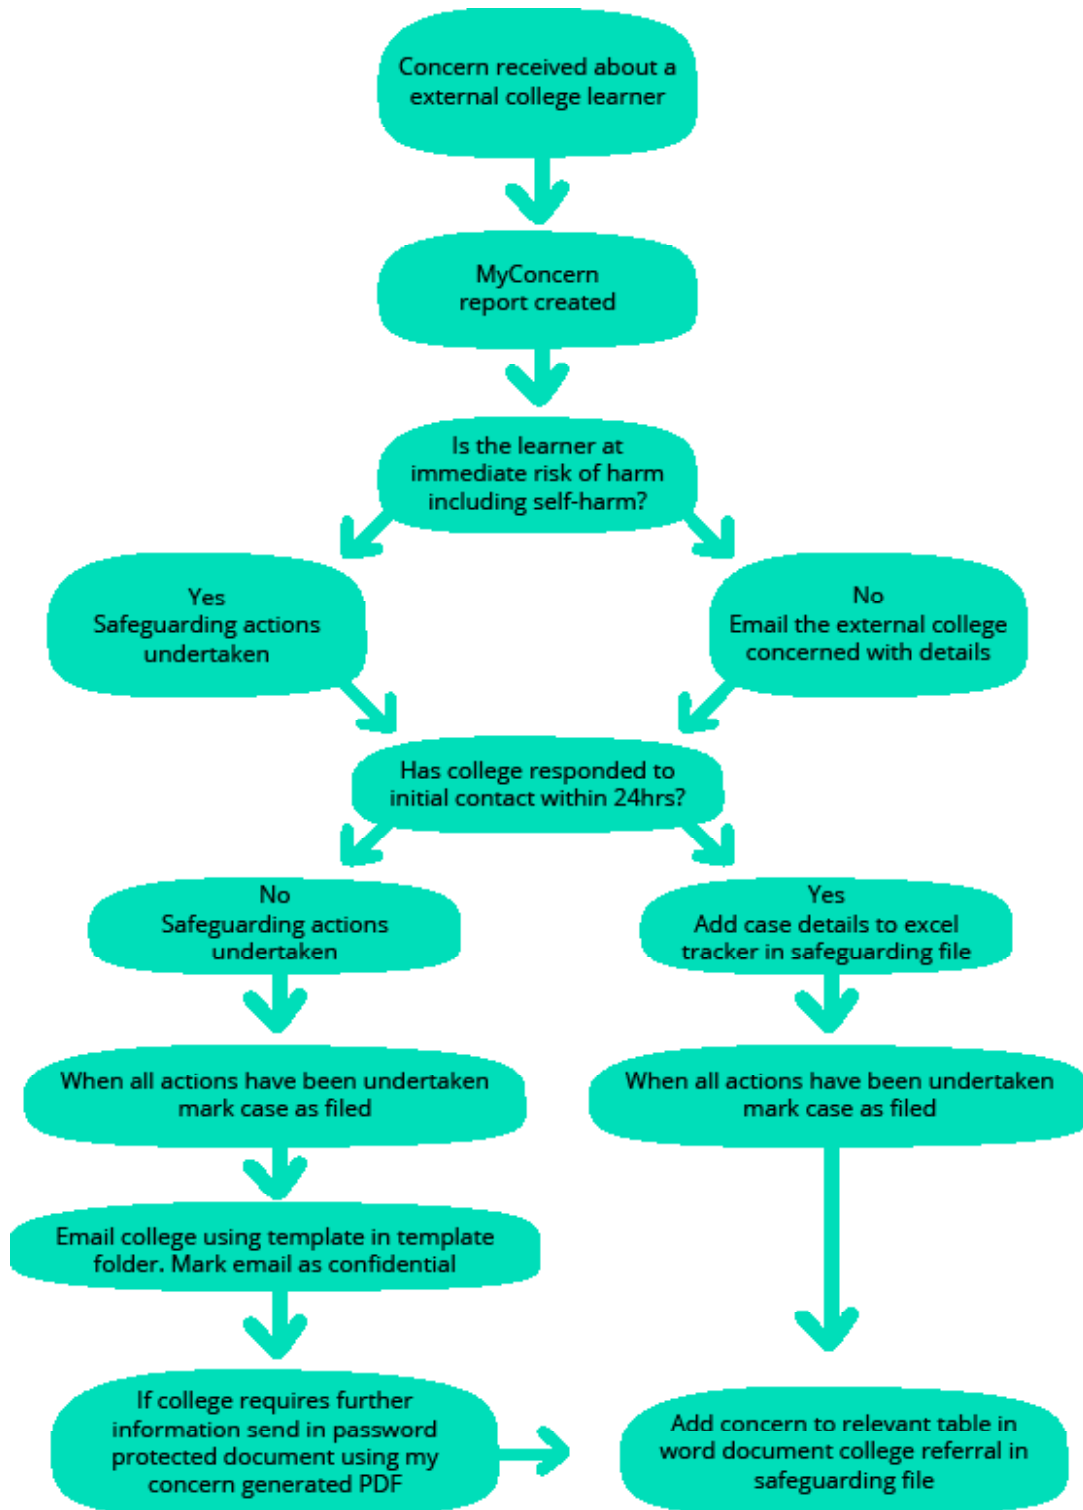 Concern received about a
external college learner
MyConcern
report created
Is the learner at
immediate risk of harm
including self-harm?
Yes
Safeguarding actions
undertaken
No
Email the external college
concerned with details
Has college responded to
initial contact within 24hrs?
No
Safeguarding actions
undertaken
Yes
Add case details to excel
tracker in safeguarding file
When all actions have been undertaken
mark case as filed
When all actions have been undertaken
mark case as filed
Email college using template in template
folder. Mark email as confidential
If college requires further
information send in password
protected document using my
concern generated PDF
Add concern to relevant table in
word document college referral in
safeguarding file